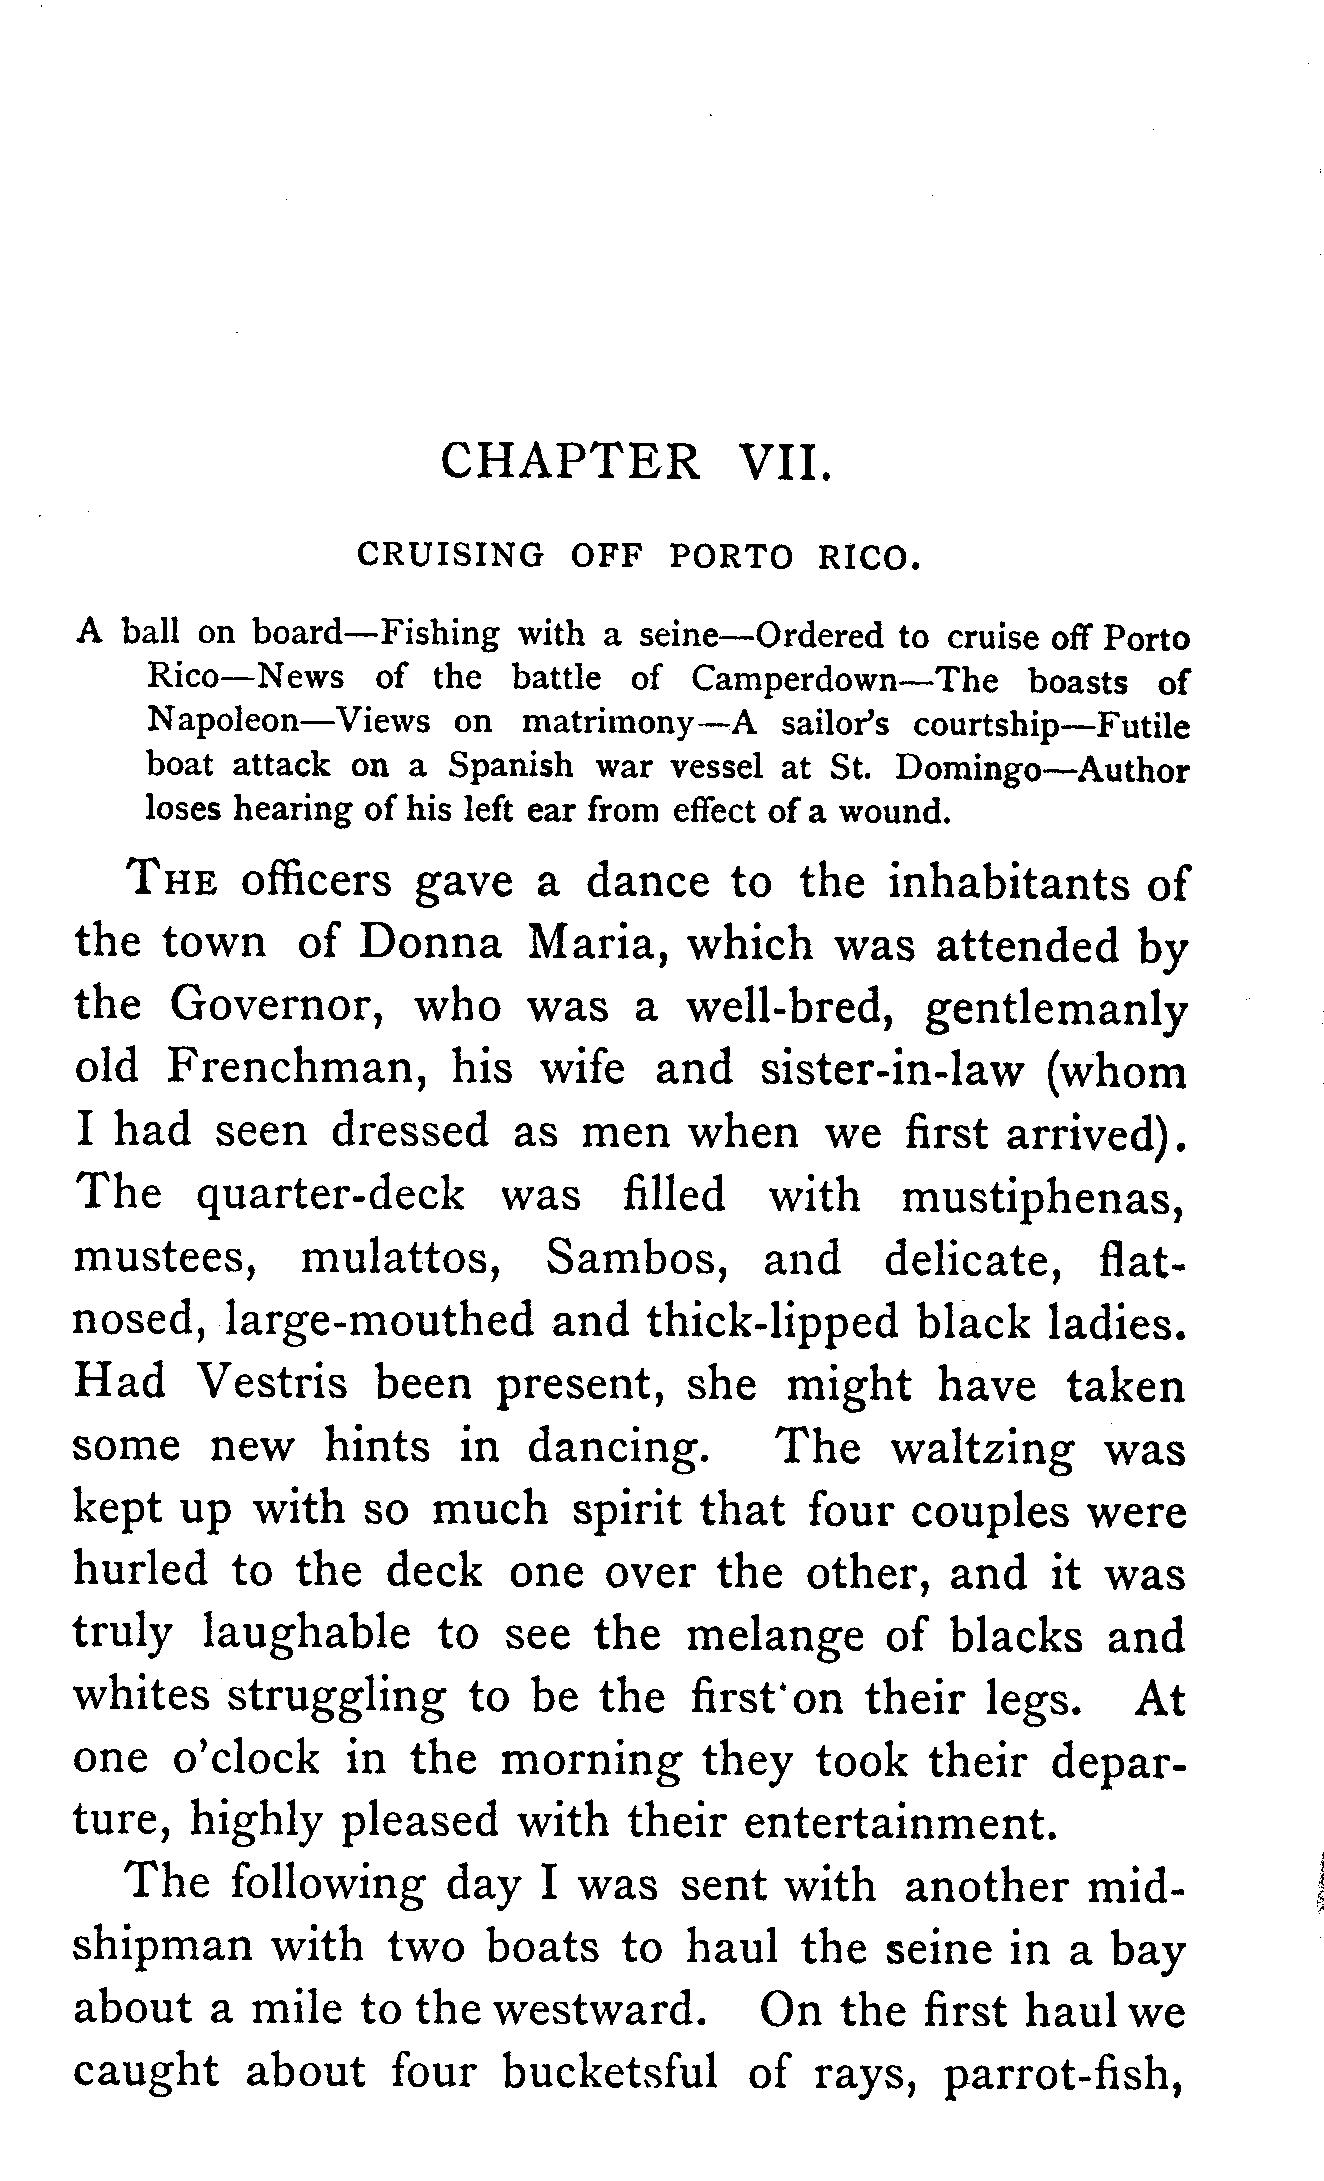 CHAPTER VII.
CRUISING OFF PORTO RICO.
A ball on board—Fishing with a seine—Ordered to cruise off Porto
Rico—News of the battle of Camperdown—The boasts of
Napoleon—Views on matrimony—A sailor's courtship—Futile
boat attack on a Spanish war vessel at St. Domingo—Author
loses hearing of his left ear from effect of a wound.
THE officers gave a dance to the inhabitants of
the town of Donna Maria, which was attended by
the Governor, who was a well-bred, gentlemanly
old Frenchman, his wife and sister-in-law (whom
I had seen dressed as men when we first arrived).
The quarter-deck was filled with mustiphenas,
mustees, mulattos, Sambos, and delicate, flat-
nosed, large-mouthed and thick-lipped black ladies.
Had Vestris been present, she might have taken
some new hints in dancing. The waltzing was
kept up with so much spirit that four couples were
hurled to the deck one over the other, and it was
truly laughable to see the melange of blacks and
whites struggling to be the first on their legs. At
one o'clock in the morning they took their depar-
ture, highly pleased with their entertainment.
The following day I was sent with another mid-
shipman with two boats to haul the seine in a bay
about a mile to the westward. On the first haul we
caught about four bucketsful of rays, parrot-fish,